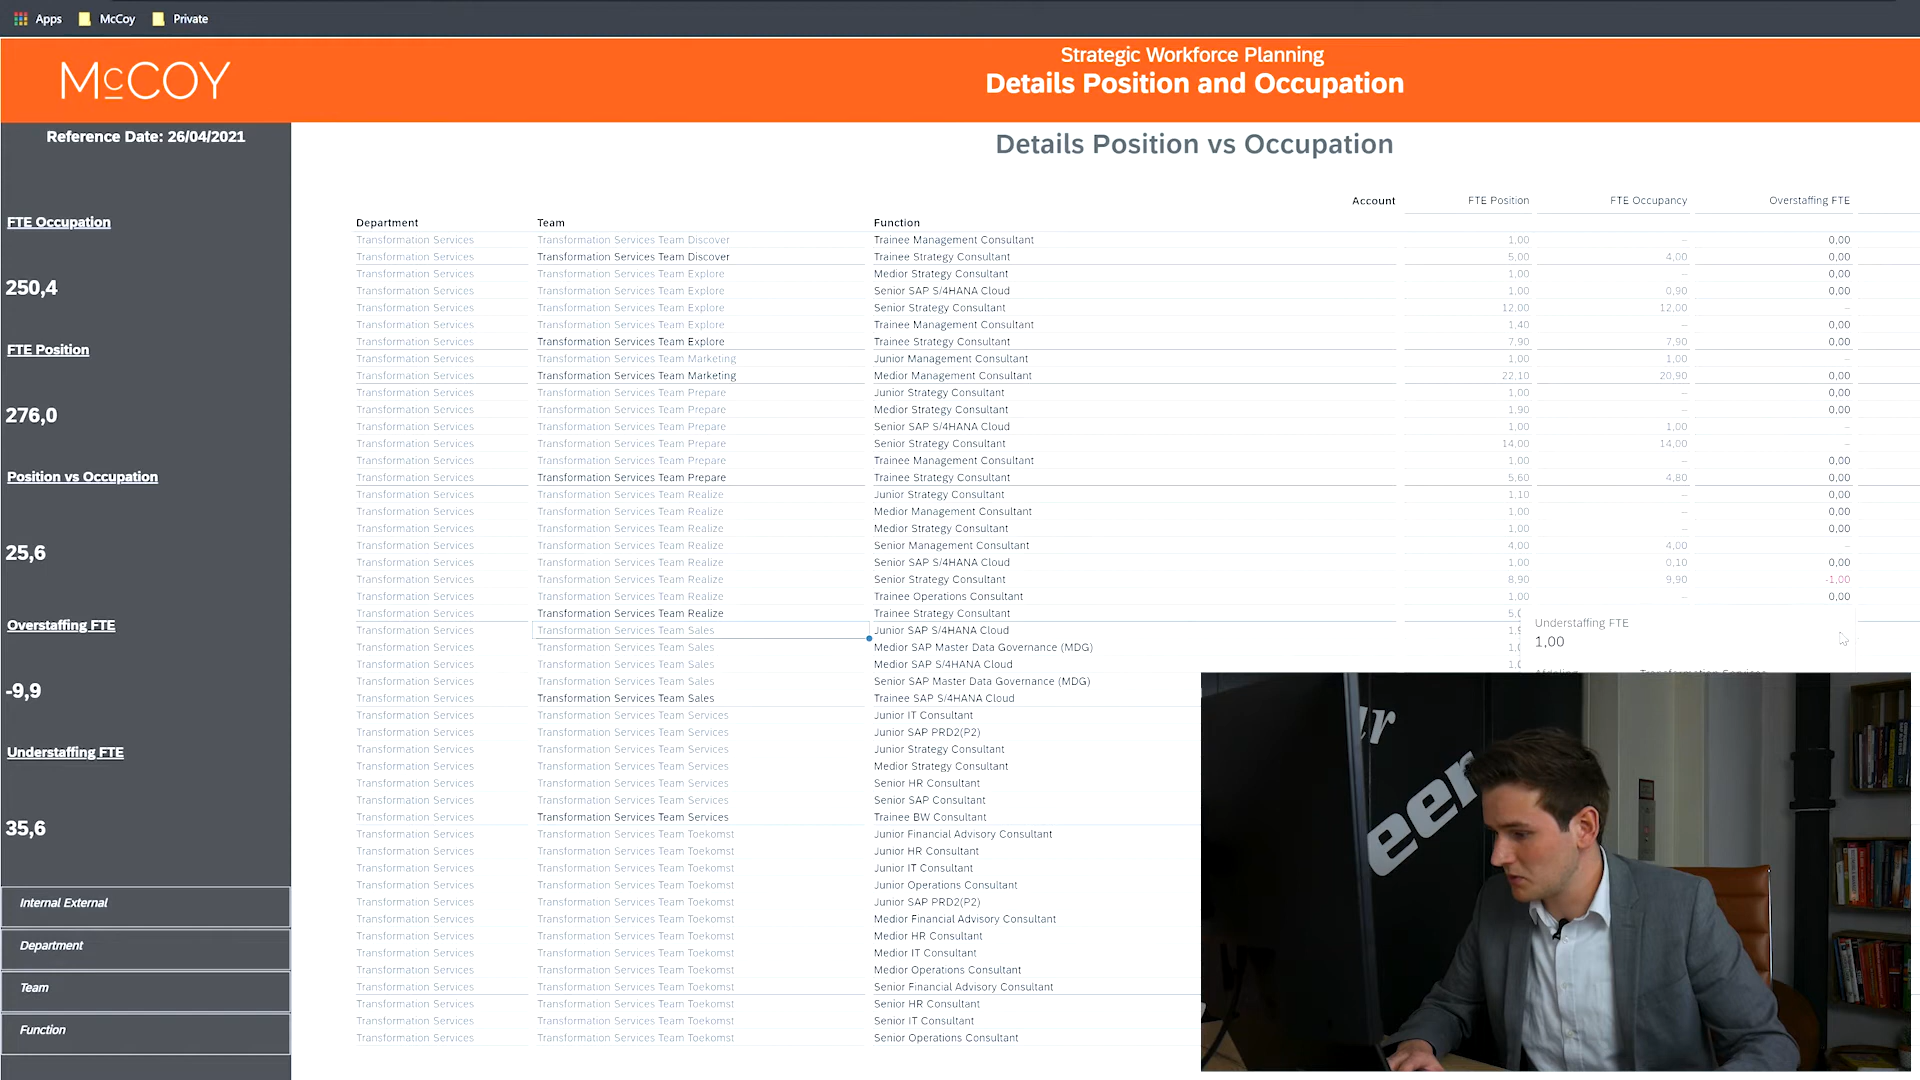 Apps McCoy Private
McCOY
Strategic Workforce Planning
Details Position and Occupation
Reference Date: 26/04/2021
FTE Occupation
250,4
FTE Position
276,0
Position vs Occupation
25,6
Overstaffing FTE
-9,9
Understaffing FTE
35,6
Internal External
Department
Team
Function
Details Position vs Occupation
Account FTE Position FTE Occupancy Overstaffing FTE
Department Team Function
Transformation Services Transformation Services Team Discover Trainee Management Consultant 1,00 – 0,00
Transformation Services Transformation Services Team Discover Trainee Strategy Consultant 5,00 4,00 0,00
Transformation Services Transformation Services Team Explore Medior Strategy Consultant 1,00 – 0,00
Transformation Services Transformation Services Team Explore Senior SAP S/4HANA Cloud 1,00 0,90 0,00
Transformation Services Transformation Services Team Explore Senior Strategy Consultant 12,00 12,00 –
Transformation Services Transformation Services Team Explore Trainee Management Consultant 1,40 – 0,00
Transformation Services Transformation Services Team Explore Trainee Strategy Consultant 7,90 7,90 0,00
Transformation Services Transformation Services Team Marketing Junior Management Consultant 1,00 1,00 –
Transformation Services Transformation Services Team Marketing Medior Management Consultant 22,10 20,90 0,00
Transformation Services Transformation Services Team Prepare Junior Strategy Consultant 1,00 – 0,00
Transformation Services Transformation Services Team Prepare Medior Strategy Consultant 1,90 – 0,00
Transformation Services Transformation Services Team Prepare Senior SAP S/4HANA Cloud 1,00 1,00 –
Transformation Services Transformation Services Team Prepare Senior Strategy Consultant 14,00 14,00 –
Transformation Services Transformation Services Team Prepare Trainee Management Consultant 1,00 – 0,00
Transformation Services Transformation Services Team Prepare Trainee Strategy Consultant 5,60 4,80 0,00
Transformation Services Transformation Services Team Realize Junior Strategy Consultant 1,10 – 0,00
Transformation Services Transformation Services Team Realize Medior Management Consultant 1,00 – 0,00
Transformation Services Transformation Services Team Realize Medior Strategy Consultant 1,00 – 0,00
Transformation Services Transformation Services Team Realize Senior Management Consultant 4,00 4,00 –
Transformation Services Transformation Services Team Realize Senior SAP S/4HANA Cloud 1,00 0,10 0,00
Transformation Services Transformation Services Team Realize Senior Strategy Consultant 8,90 9,90 -1,00
Transformation Services Transformation Services Team Realize Trainee Operations Consultant 1,00 – 0,00
Transformation Services Transformation Services Team Realize Trainee Strategy Consultant
Transformation Services Transformation Services Team Sales Junior SAP S/4HANA Cloud
Transformation Services Transformation Services Team Sales Medior SAP Master Data Governance (MDG)
Transformation Services Transformation Services Team Sales Medior SAP S/4HANA Cloud
Transformation Services Transformation Services Team Sales Senior SAP Master Data Governance (MDG)
Transformation Services Transformation Services Team Sales Trainee SAP S/4HANA Cloud
Transformation Services Transformation Services Team Services Junior IT Consultant
Transformation Services Transformation Services Team Services Junior SAP PRD2(P2)
Transformation Services Transformation Services Team Services Junior Strategy Consultant
Transformation Services Transformation Services Team Services Medior Strategy Consultant
Transformation Services Transformation Services Team Services Senior HR Consultant
Transformation Services Transformation Services Team Services Senior SAP Consultant
Transformation Services Transformation Services Team Services Trainee BW Consultant
Transformation Services Transformation Services Team Toekomst Junior Financial Advisory Consultant
Transformation Services Transformation Services Team Toekomst Junior HR Consultant
Transformation Services Transformation Services Team Toekomst Junior IT Consultant
Transformation Services Transformation Services Team Toekomst Junior Operations Consultant
Transformation Services Transformation Services Team Toekomst Junior SAP PRD2(P2)
Transformation Services Transformation Services Team Toekomst Medior Financial Advisory Consultant
Transformation Services Transformation Services Team Toekomst Medior HR Consultant
Transformation Services Transformation Services Team Toekomst Medior IT Consultant
Transformation Services Transformation Services Team Toekomst Medior Operations Consultant
Transformation Services Transformation Services Team Toekomst Senior Financial Advisory Consultant
Transformation Services Transformation Services Team Toekomst Senior HR Consultant
Transformation Services Transformation Services Team Toekomst Senior IT Consultant
Transformation Services Transformation Services Team Toekomst Senior Operations Consultant
Understaffing FTE
1,00
eer